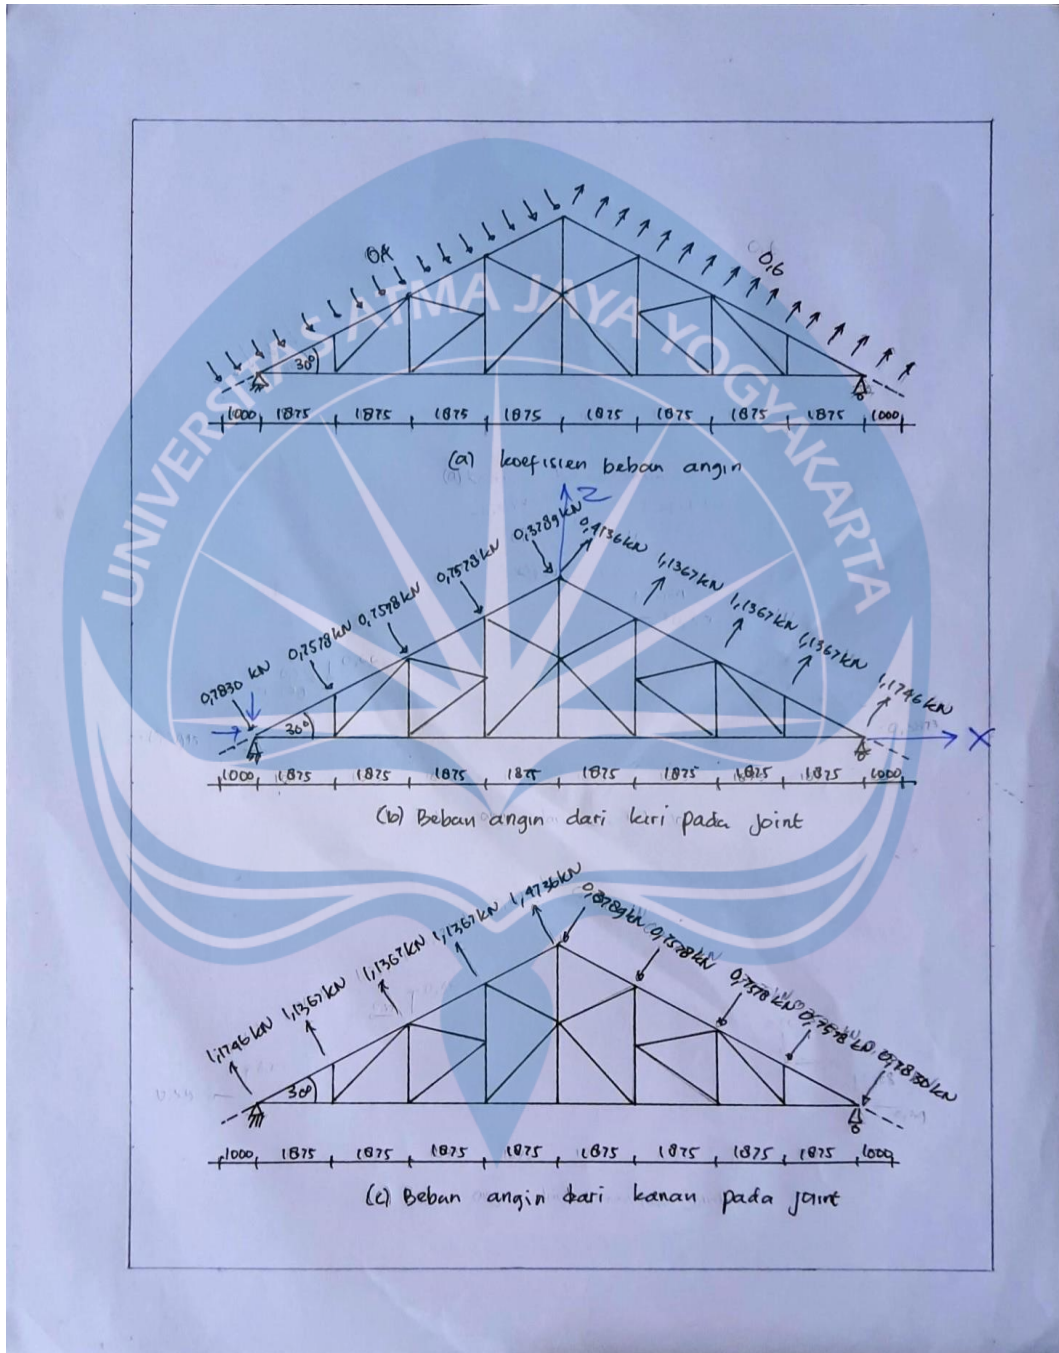 UNIVERSITAS ATMA JAYA YOGYAKARTA
0,4
0,6
30°
1000 1875 1875 1875 1875 1875 1875 1875 1875 1000
(a) koefisien beban angin
Z
0,7830 kN
0,7578 kN
0,7578 kN
0,7578 kN
0,3789 kN
0,4736 kN
1,1367 kN
1,1367 kN
1,1367 kN
1,1746 kN
30°
X
1000 1875 1875 1875 1875 1875 1875 1875 1875 1000
(b) Beban angin dari kiri pada joint
1,1746 kN
1,1367 kN
1,1367 kN
1,1367 kN
1,4736 kN
0,3789 kN
0,7578 kN
0,7578 kN
0,7578 kN
0,7830 kN
30°
1000 1875 1875 1875 1875 1875 1875 1875 1875 1000
(c) Beban angin dari kanan pada joint